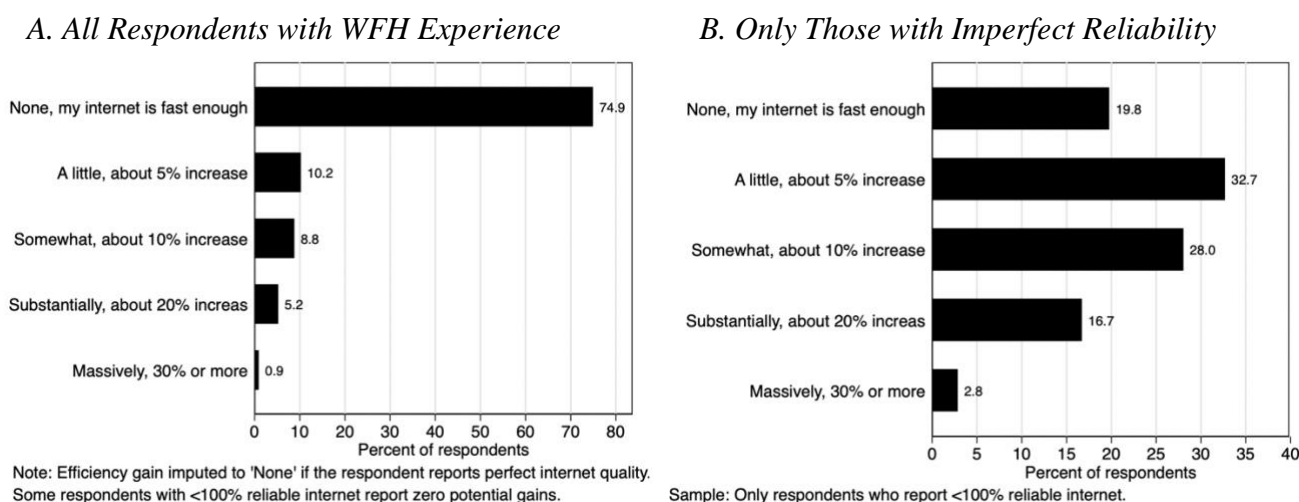 A. All Respondents with WFH Experience
None, my internet is fast enough
74.9
A little, about 5% increase
10.2
Somewhat, about 10% increase
8.8
Substantially, about 20% increas
5.2
Massively, 30% or more
0.9
0 10 20 30 40 50 60 70 80
Percent of respondents
Note: Efficiency gain imputed to 'None' if the respondent reports perfect internet quality.
Some respondents with <100% reliable internet report zero potential gains.
B. Only Those with Imperfect Reliability
None, my internet is fast enough
19.8
A little, about 5% increase
32.7
Somewhat, about 10% increase
28.0
Substantially, about 20% increas
16.7
Massively, 30% or more
2.8
0 5 10 15 20 25 30 35 40
Percent of respondents
Sample: Only respondents who report <100% reliable internet.